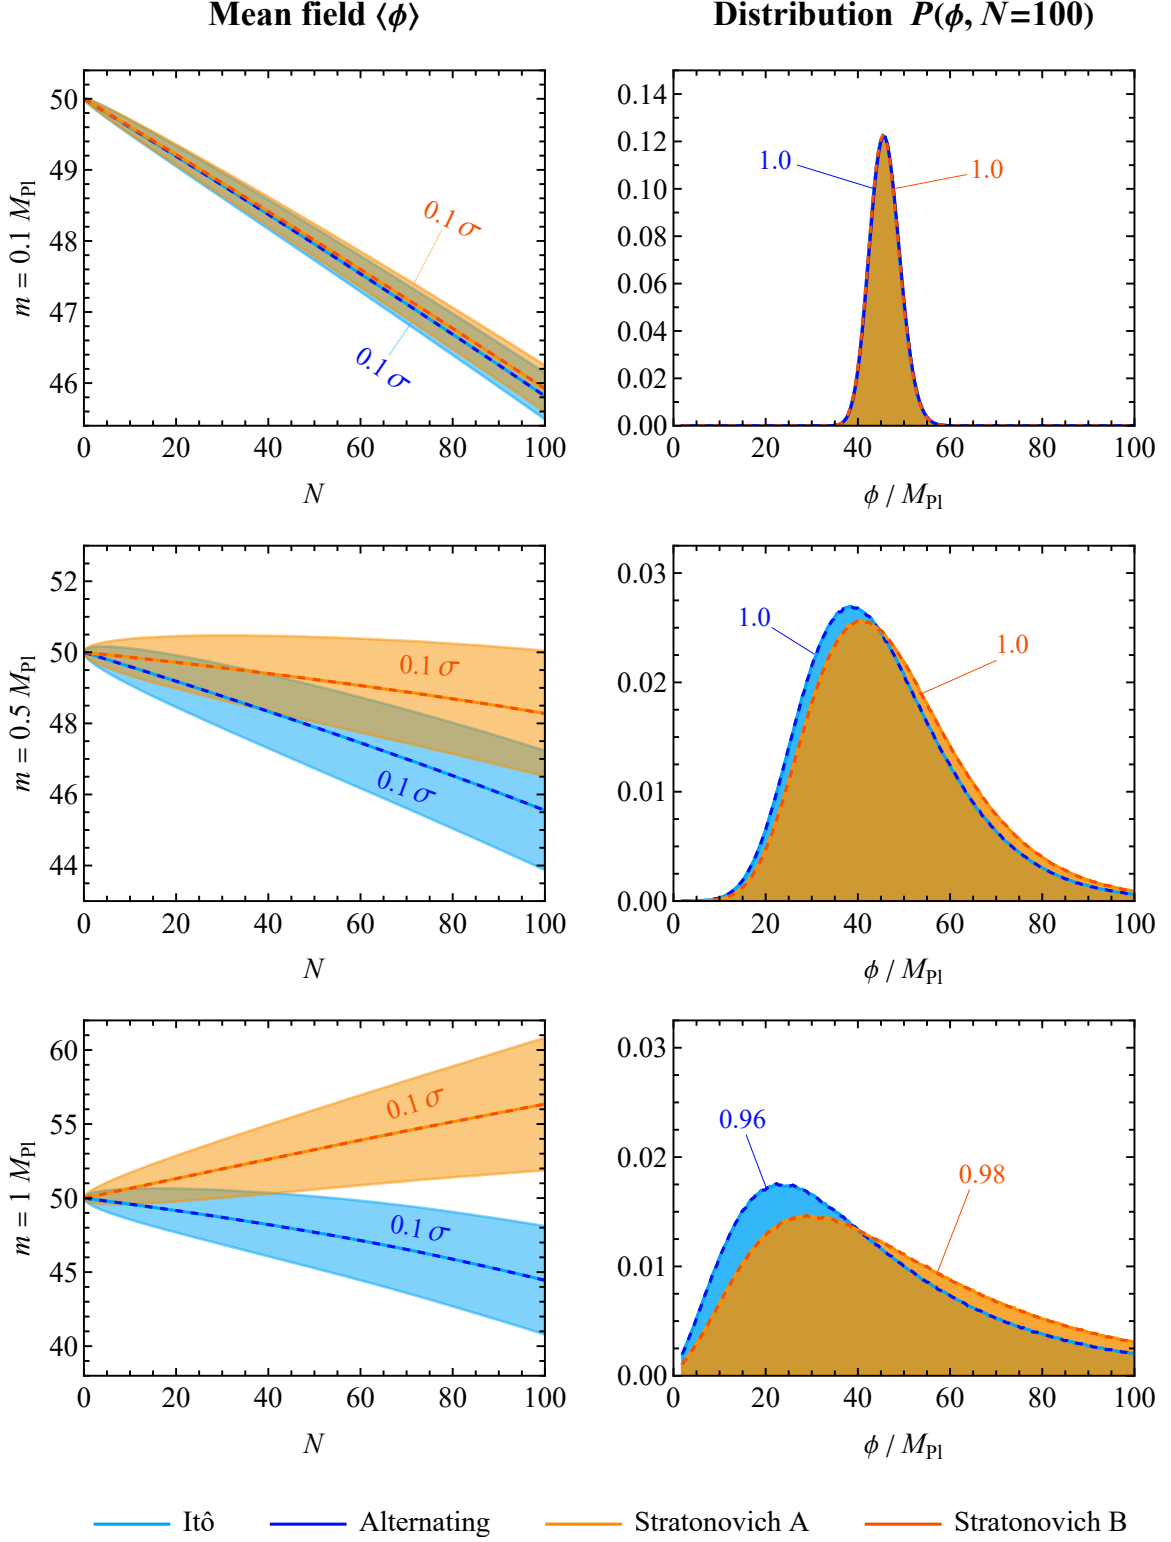 Mean field ⟨ϕ⟩
Distribution P(ϕ, N=100)
m = 0.1 M_Pl
50
49
48
47
46
0.1 σ
0.1 σ
0 20 40 60 80 100
N
0.14
0.12
0.10
0.08
0.06
0.04
0.02
0.00
1.0
1.0
0 20 40 60 80 100
ϕ / M_Pl
m = 0.5 M_Pl
52
50
48
46
44
0.1 σ
0.1 σ
0 20 40 60 80 100
N
0.03
0.02
0.01
0.00
1.0
1.0
0 20 40 60 80 100
ϕ / M_Pl
m = 1 M_Pl
60
55
50
45
40
0.1 σ
0.1 σ
0 20 40 60 80 100
N
0.03
0.02
0.01
0.00
0.96
0.98
0 20 40 60 80 100
ϕ / M_Pl
Itô Alternating Stratonovich A Stratonovich B